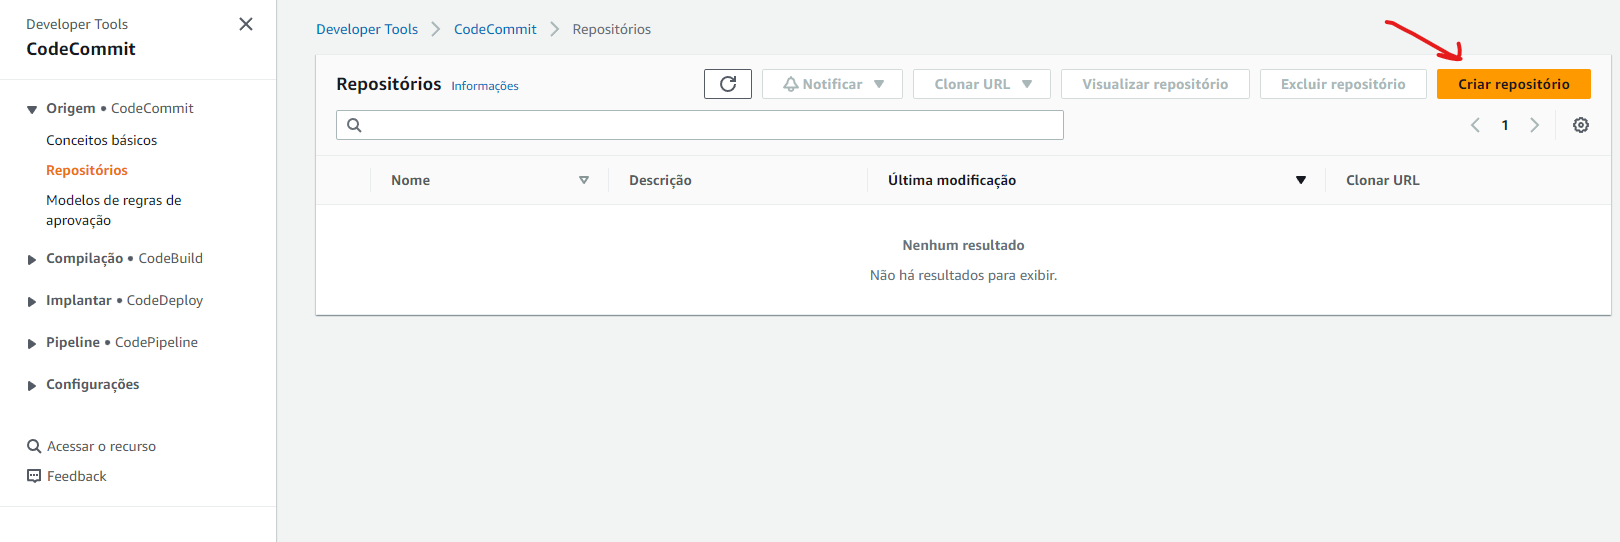 Developer Tools
CodeCommit
Origem • CodeCommit
Conceitos básicos
Repositórios
Modelos de regras de
aprovação
Compilação • CodeBuild
Implantar • CodeDeploy
Pipeline • CodePipeline
Configurações
Acessar o recurso
Feedback
Developer Tools CodeCommit Repositórios
Repositórios Informações Notificar Clonar URL Visualizar repositório Excluir repositório Criar repositório
1
Nome Descrição Última modificação Clonar URL
Nenhum resultado
Não há resultados para exibir.